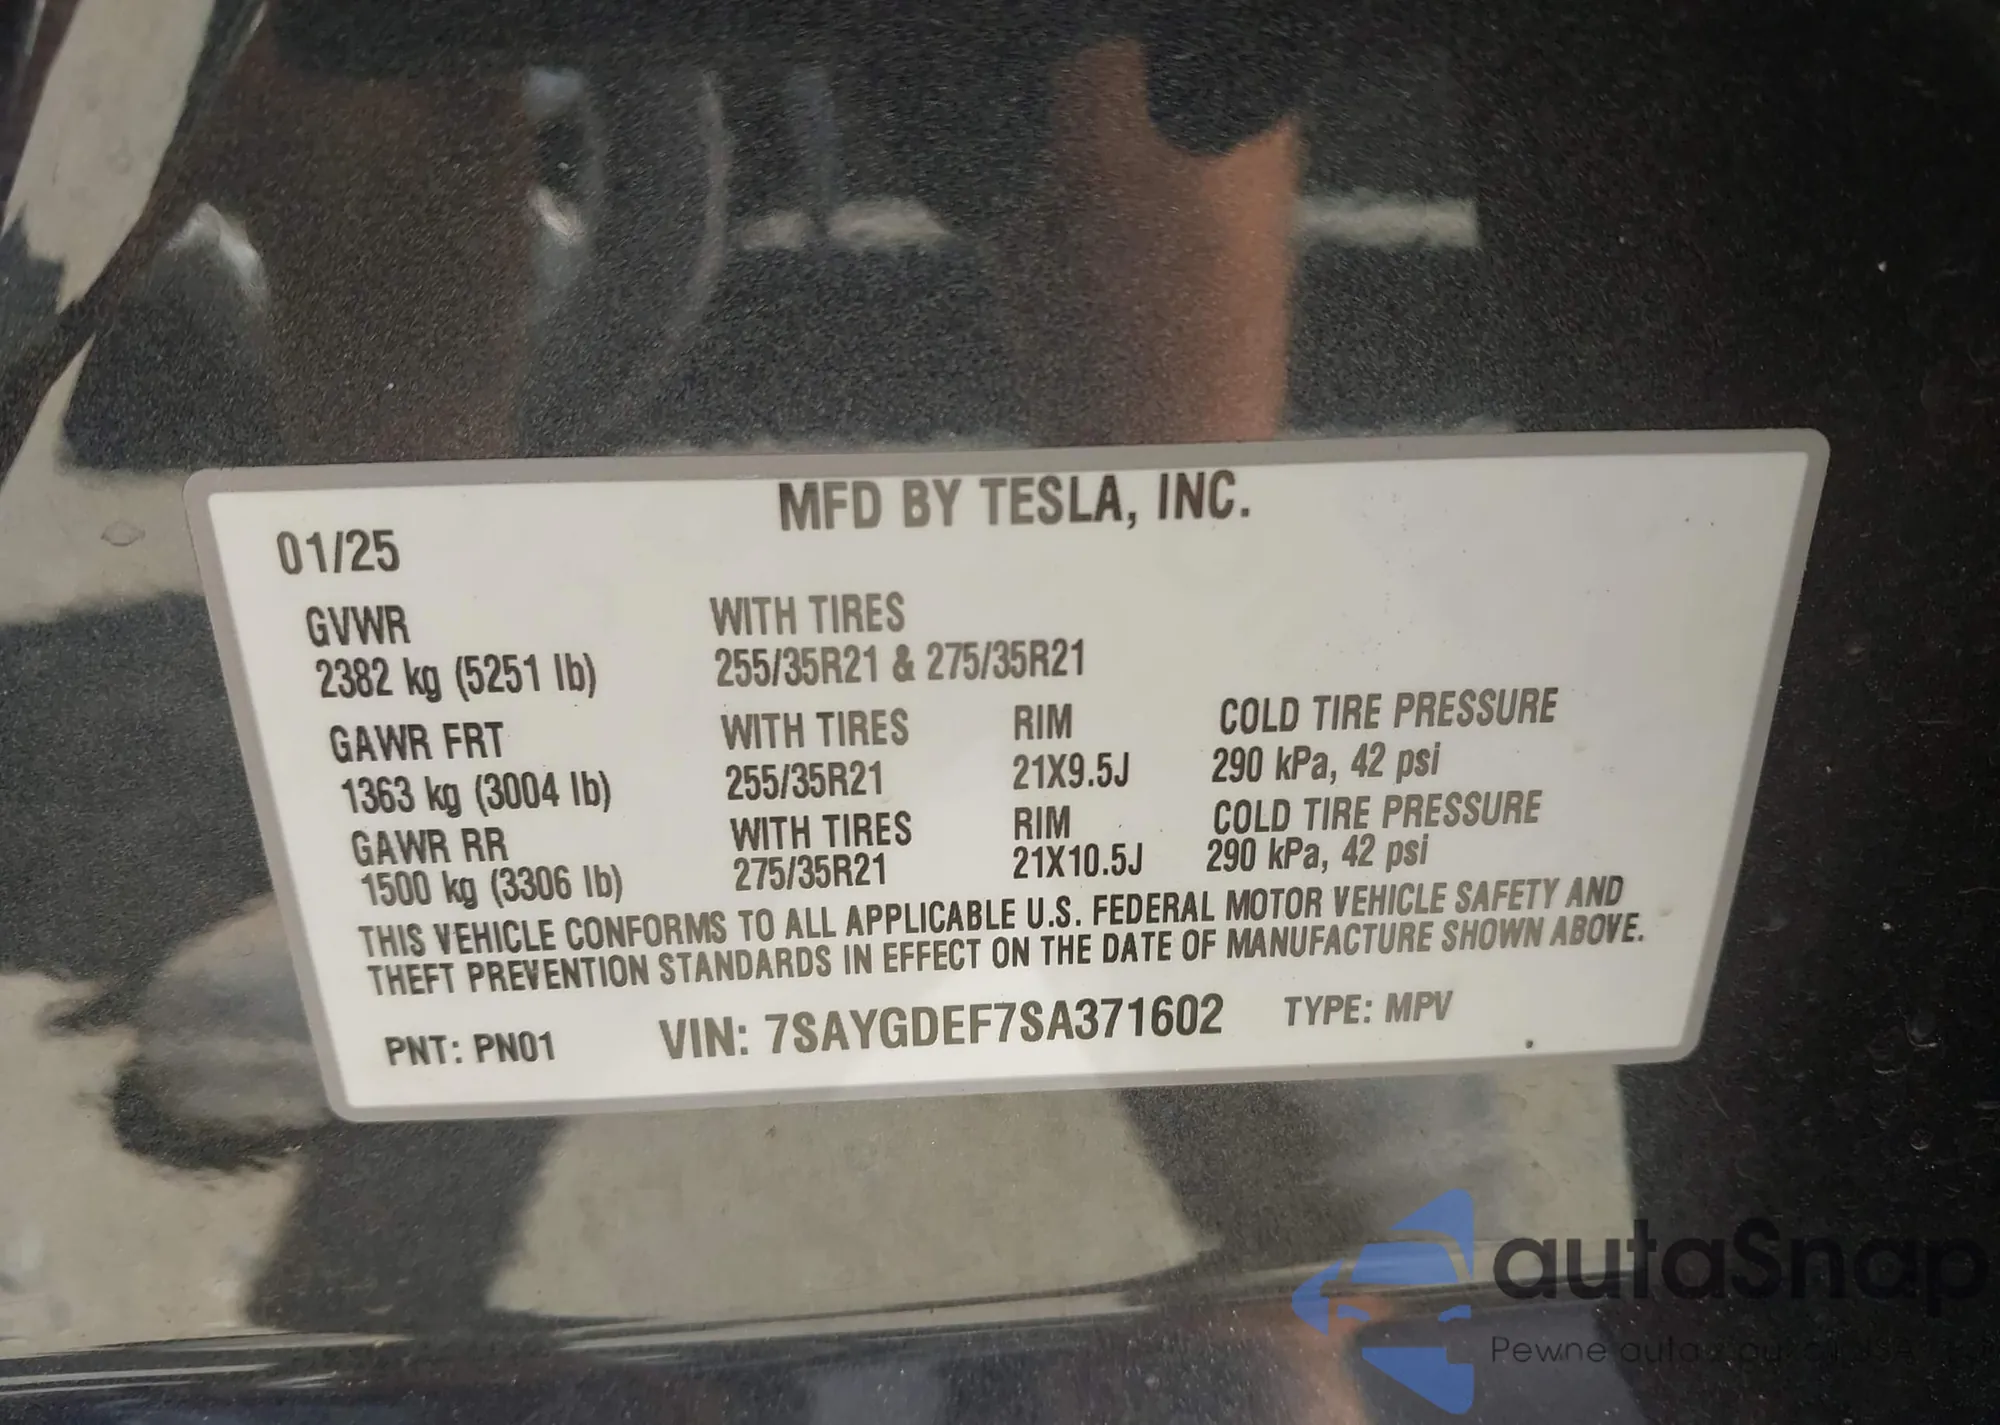 MFD BY TESLA, INC.
01/25
GVWR WITH TIRES
2382 kg (5251 lb) 255/35R21 & 275/35R21
GAWR FRT WITH TIRES RIM COLD TIRE PRESSURE
1363 kg (3004 lb) 255/35R21 21X9.5J 290 kPa, 42 psi
GAWR RR WITH TIRES RIM COLD TIRE PRESSURE
1500 kg (3306 lb) 275/35R21 21X10.5J 290 kPa, 42 psi
THIS VEHICLE CONFORMS TO ALL APPLICABLE U.S. FEDERAL MOTOR VEHICLE SAFETY AND
THEFT PREVENTION STANDARDS IN EFFECT ON THE DATE OF MANUFACTURE SHOWN ABOVE.
PNT: PN01 VIN: 7SAYGDEF7SA371602 TYPE: MPV
autaSnap
Pewne auta